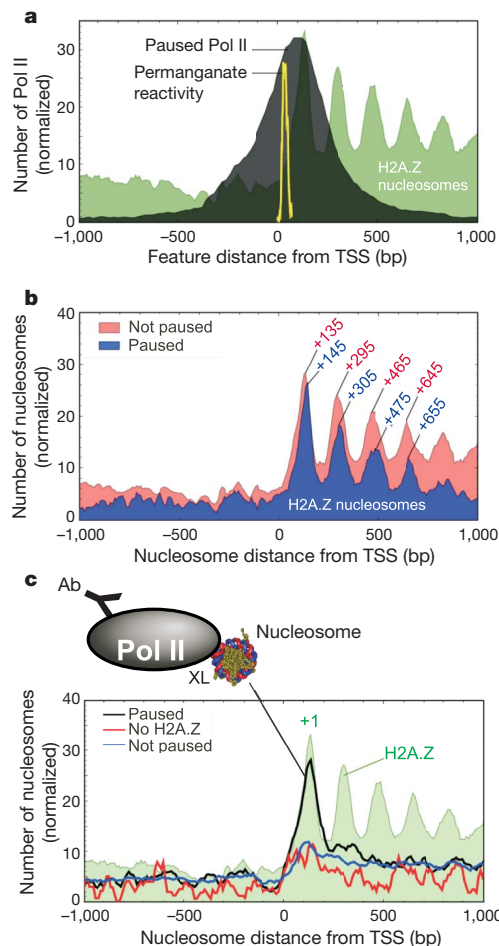 a
Number of Pol II
(normalized)
30
20
10
0
Paused Pol II
Permanganate
reactivity
H2A.Z
nucleosomes
−1,000 −500 0 500 1,000
Feature distance from TSS (bp)
b
Number of nucleosomes
(normalized)
40
30
20
10
0
Not paused
Paused
+135
+145
+295
+305
+465
+475
+645
+655
H2A.Z nucleosomes
−1,000 −500 0 500 1,000
Nucleosome distance from TSS (bp)
c
Ab
Pol II
Nucleosome
XL
Number of nucleosomes
(normalized)
40
30
20
10
0
Paused
No H2A.Z
Not paused
+1
H2A.Z
−1,000 −500 0 500 1,000
Nucleosome distance from TSS (bp)